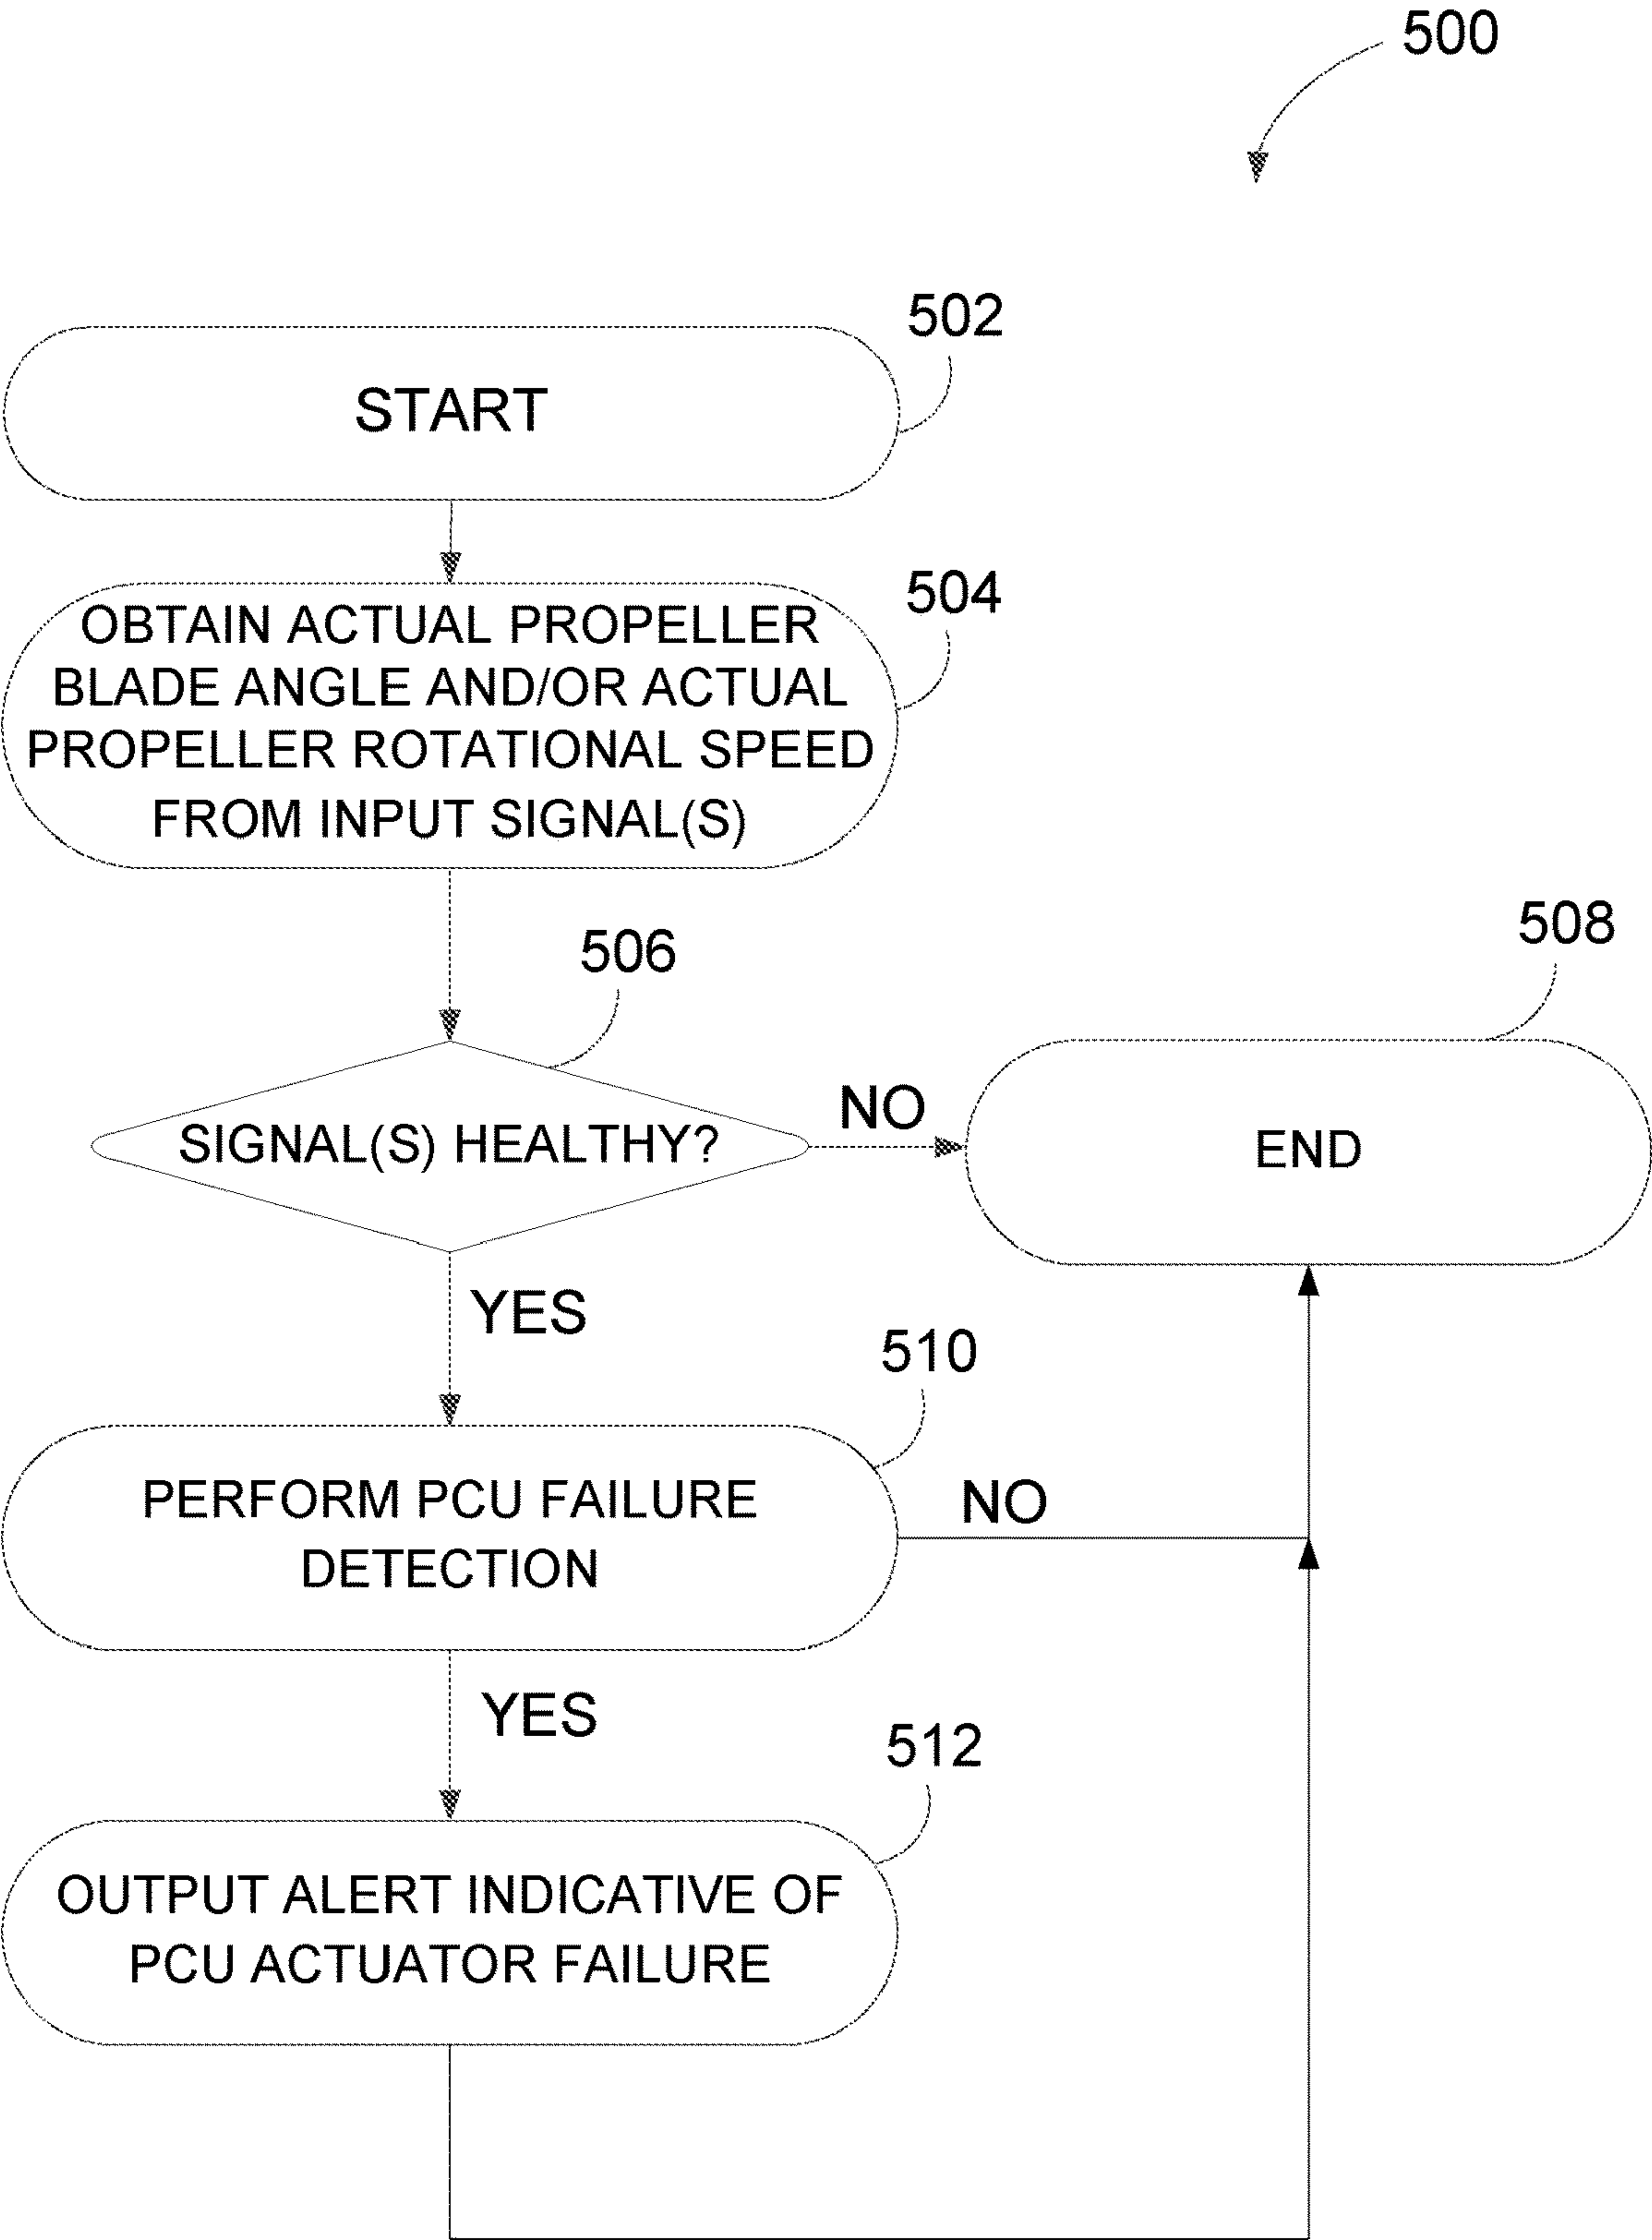 500
502
START
504
OBTAIN ACTUAL PROPELLER
BLADE ANGLE AND/OR ACTUAL
PROPELLER ROTATIONAL SPEED
FROM INPUT SIGNAL(S)
506
508
SIGNAL(S) HEALTHY?
NO
END
YES
510
PERFORM PCU FAILURE
DETECTION
NO
YES
512
OUTPUT ALERT INDICATIVE OF
PCU ACTUATOR FAILURE